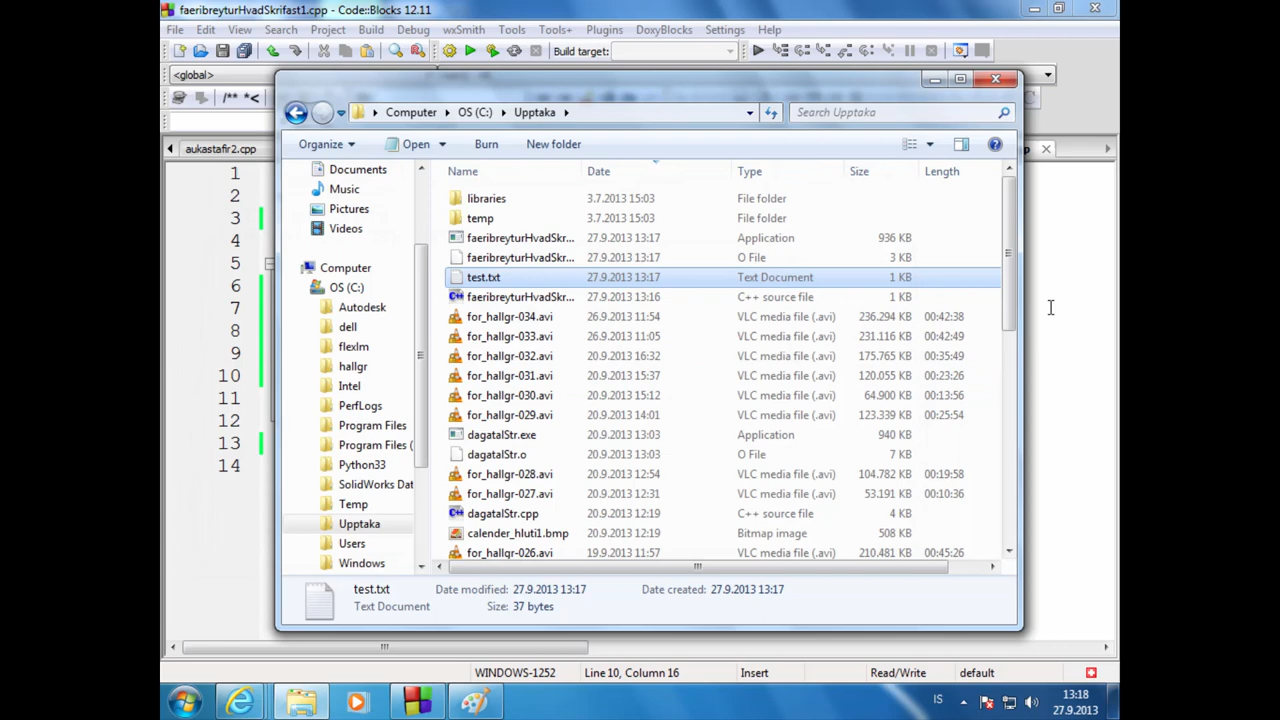 faeribreyturHvadSkrifast1.cpp - Code::Blocks 12.11
File Edit View Search Project Build Debug wxSmith Tools Tools+ Plugins DoxyBlocks Settings Help
Build target:
<global>
/** *<
Computer OS (C:) Upptaka
Search Upptaka
aukastafir2.cpp
p
Organize Open Burn New folder
Name Date Type Size Length
Documents
Music
Pictures
Videos
Computer
OS (C:)
Autodesk
dell
flexlm
hallgr
Intel
PerfLogs
Program Files
Program Files (
Python33
SolidWorks Dat
Temp
Upptaka
Users
Windows
libraries 3.7.2013 15:03 File folder
temp 3.7.2013 15:03 File folder
faeribreyturHvadSkr... 27.9.2013 13:17 Application 936 KB
faeribreyturHvadSkr... 27.9.2013 13:17 O File 3 KB
test.txt 27.9.2013 13:17 Text Document 1 KB
faeribreyturHvadSkr... 27.9.2013 13:16 C++ source file 1 KB
for_hallgr-034.avi 26.9.2013 11:54 VLC media file (.avi) 236.294 KB 00:42:38
for_hallgr-033.avi 26.9.2013 11:05 VLC media file (.avi) 231.116 KB 00:42:49
for_hallgr-032.avi 20.9.2013 16:32 VLC media file (.avi) 175.765 KB 00:35:49
for_hallgr-031.avi 20.9.2013 15:37 VLC media file (.avi) 120.055 KB 00:23:26
for_hallgr-030.avi 20.9.2013 15:12 VLC media file (.avi) 64.900 KB 00:13:56
for_hallgr-029.avi 20.9.2013 14:01 VLC media file (.avi) 123.339 KB 00:25:54
dagatalStr.exe 20.9.2013 13:03 Application 940 KB
dagatalStr.o 20.9.2013 13:03 O File 7 KB
for_hallgr-028.avi 20.9.2013 12:54 VLC media file (.avi) 104.782 KB 00:19:58
for_hallgr-027.avi 20.9.2013 12:31 VLC media file (.avi) 53.191 KB 00:10:36
dagatalStr.cpp 20.9.2013 12:19 C++ source file 4 KB
calender_hluti1.bmp 20.9.2013 12:19 Bitmap image 508 KB
for_hallgr-026.avi 19.9.2013 11:57 VLC media file (.avi) 210.481 KB 00:45:26
test.txt Date modified: 27.9.2013 13:17 Date created: 27.9.2013 13:17
Text Document Size: 37 bytes
1
2
3
4
5
6
7
8
9
10
11
12
13
14
WINDOWS-1252 Line 10, Column 16 Insert Read/Write default
IS
13:18
27.9.2013